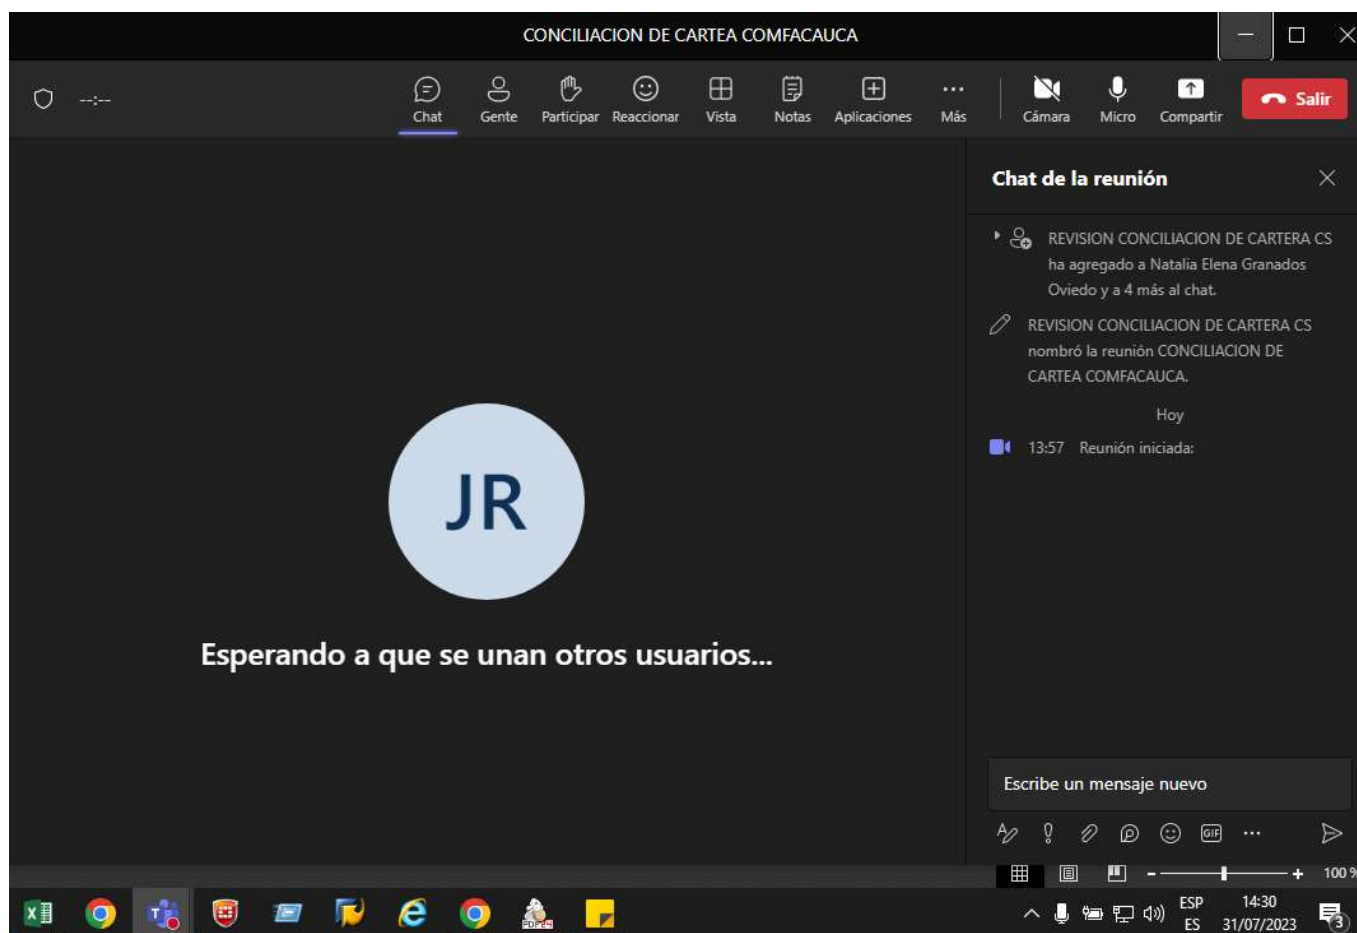 CONCILIACION DE CARTEA COMFACAUCA
--:--
Chat
Gente
Participar
Reaccionar
Vista
Notas
Aplicaciones
Más
Cámara
Micro
Compartir
Salir
Chat de la reunión
REVISION CONCILIACION DE CARTERA CS
ha agregado a Natalia Elena Granados
Oviedo y a 4 más al chat.
REVISION CONCILIACION DE CARTERA CS
nombró la reunión CONCILIACION DE
CARTEA COMFACAUCA.
Hoy
13:57 Reunión iniciada:
JR
Esperando a que se unan otros usuarios...
Escribe un mensaje nuevo
GIF
100 %
ESP
ES
14:30
31/07/2023
3